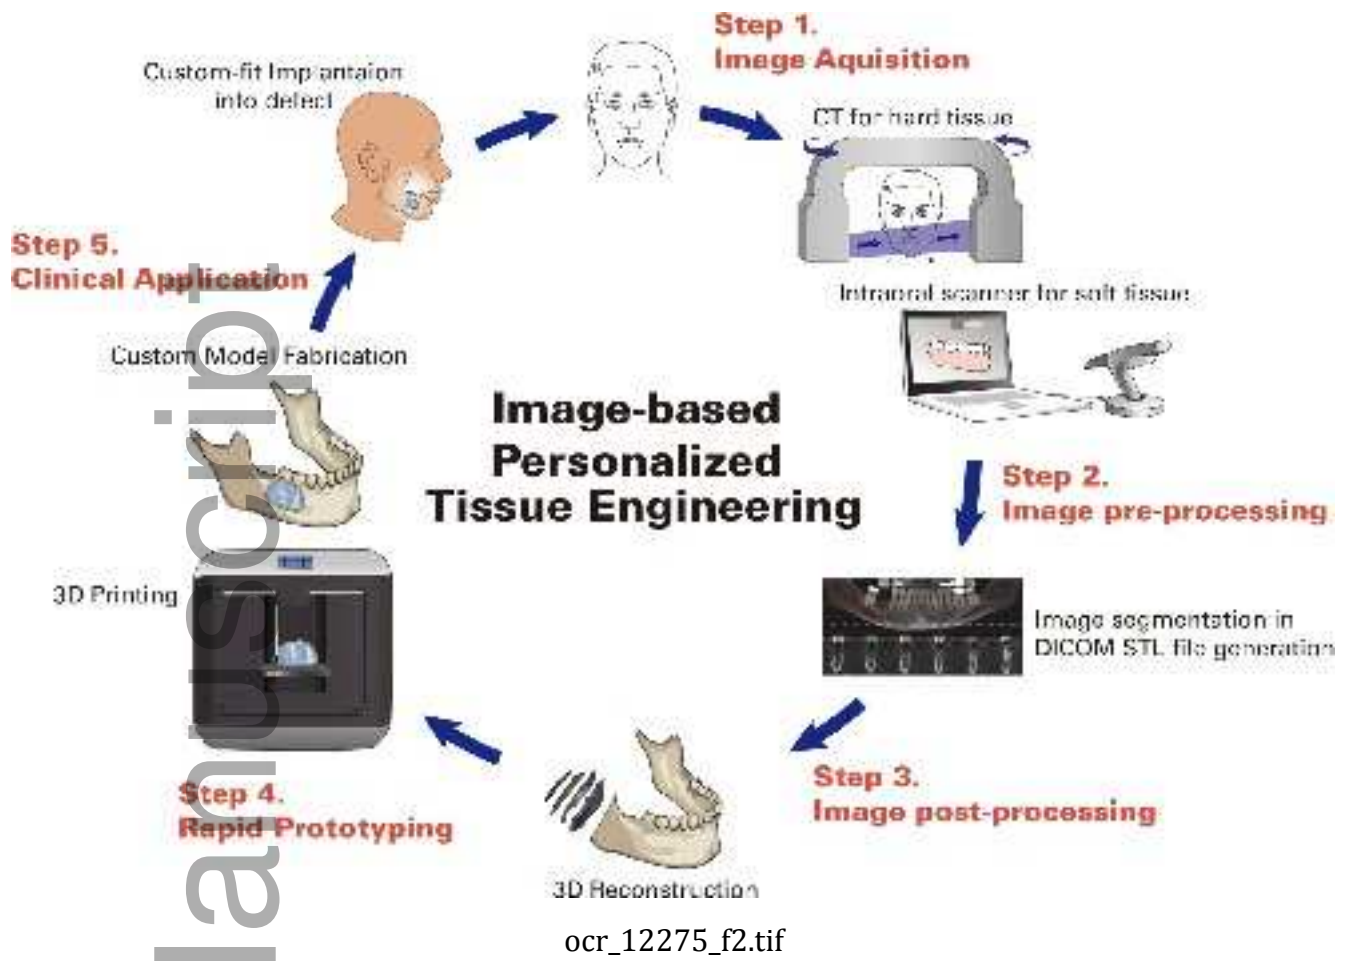 Step 1.
Image Aquisition
CT for hard tissue
Intraoral scanner for soft tissue
Step 2.
Image pre-processing
Image segmentation in
DICOM STL file generation
Step 3.
Image post-processing
3D Reconstruction
Step 4.
Rapid Prototyping
3D Printing
Custom Model Fabrication
Step 5.
Clinical Application
Custom-fit Implantaion
into defect
Image-based
Personalized
Tissue Engineering
lanuscript
ocr_12275_f2.tif